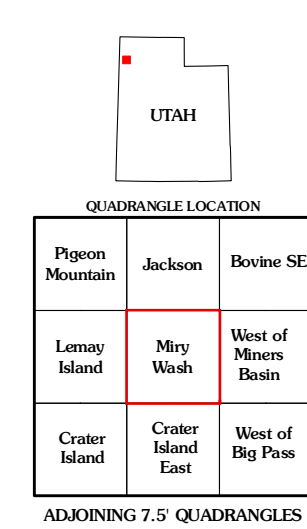 UTAH
QUADRANGLE LOCATION
Pigeon
Mountain
Jackson
Bovine SE
Lemay
Island
Miry
Wash
West of
Miners
Basin
Crater
Island
Crater
Island
East
West of
Big Pass
ADJOINING 7.5' QUADRANGLES